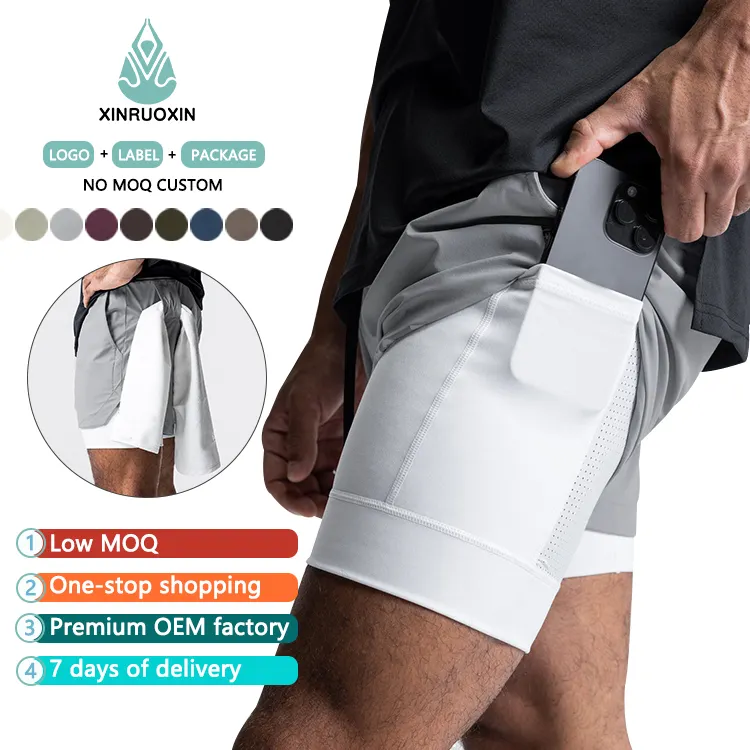 XINRUOXIN
LOGO + LABEL + PACKAGE
NO MOQ CUSTOM
1 Low MOQ
2 One-stop shopping
3 Premium OEM factory
4 7 days of delivery